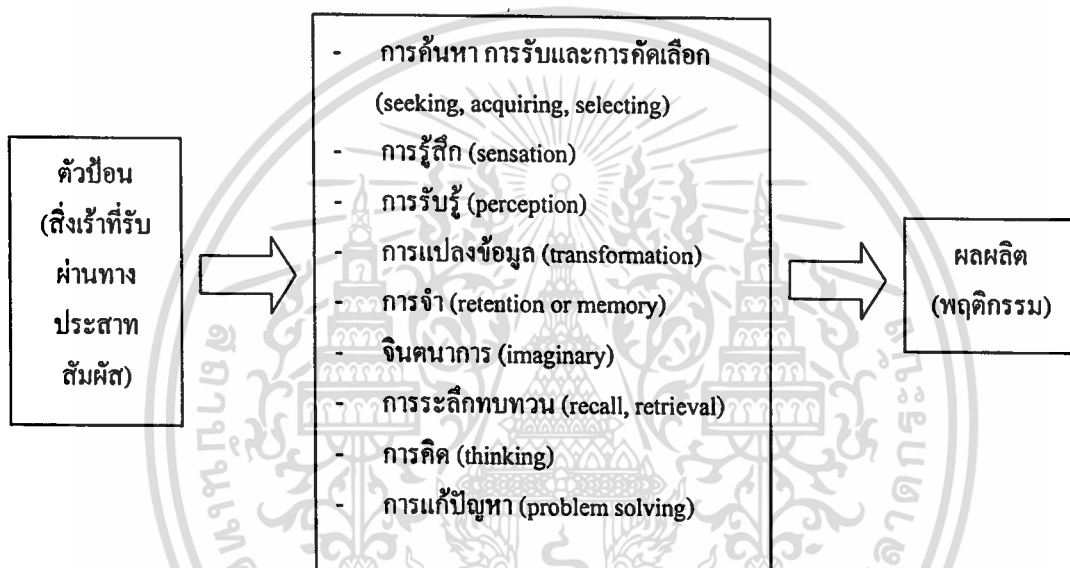 ตัวป้อน
(สิ่งเร้าที่รับ
ผ่านทาง
ประสาท
สัมผัส)
- การค้นหา การรับและการคัดเลือก
(seeking, acquiring, selecting)
- การรู้สึก (sensation)
- การรับรู้ (perception)
- การแปลงข้อมูล (transformation)
- การจำ (retention or memory)
- จินตนาการ (imaginary)
- การระลึกทบทวน (recall, retrieval)
- การคิด (thinking)
- การแก้ปัญหา (problem solving)
ผลผลิต
(พฤติกรรม)